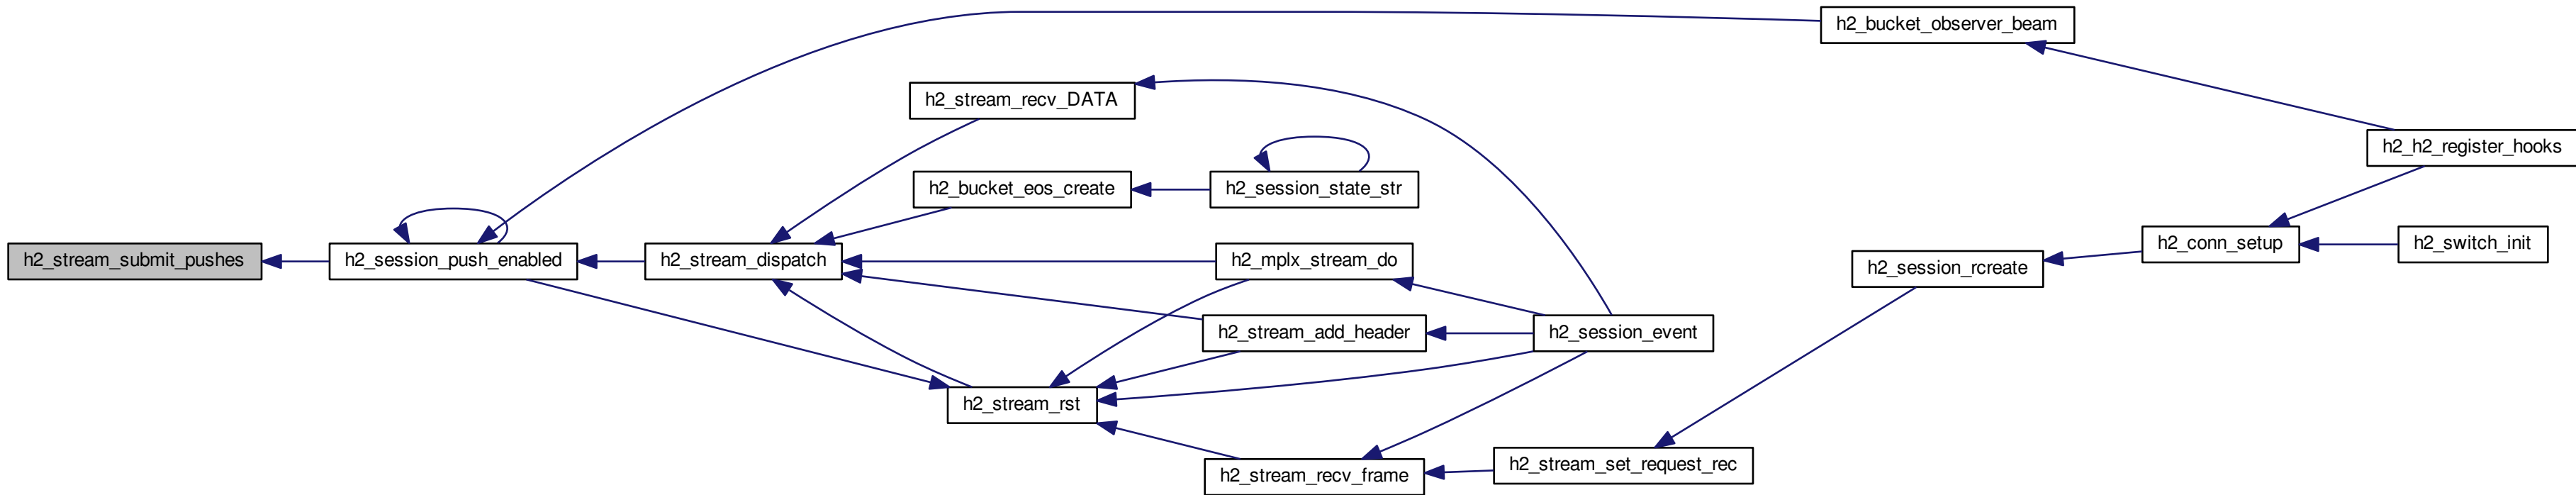 h2_bucket_observer_beam
h2_stream_recv_DATA
h2_h2_register_hooks
h2_bucket_eos_create
h2_session_state_str
h2_stream_submit_pushes
h2_session_push_enabled
h2_stream_dispatch
h2_mplx_stream_do
h2_conn_setup
h2_switch_init
h2_session_rcreate
h2_stream_add_header
h2_session_event
h2_stream_rst
h2_stream_recv_frame
h2_stream_set_request_rec